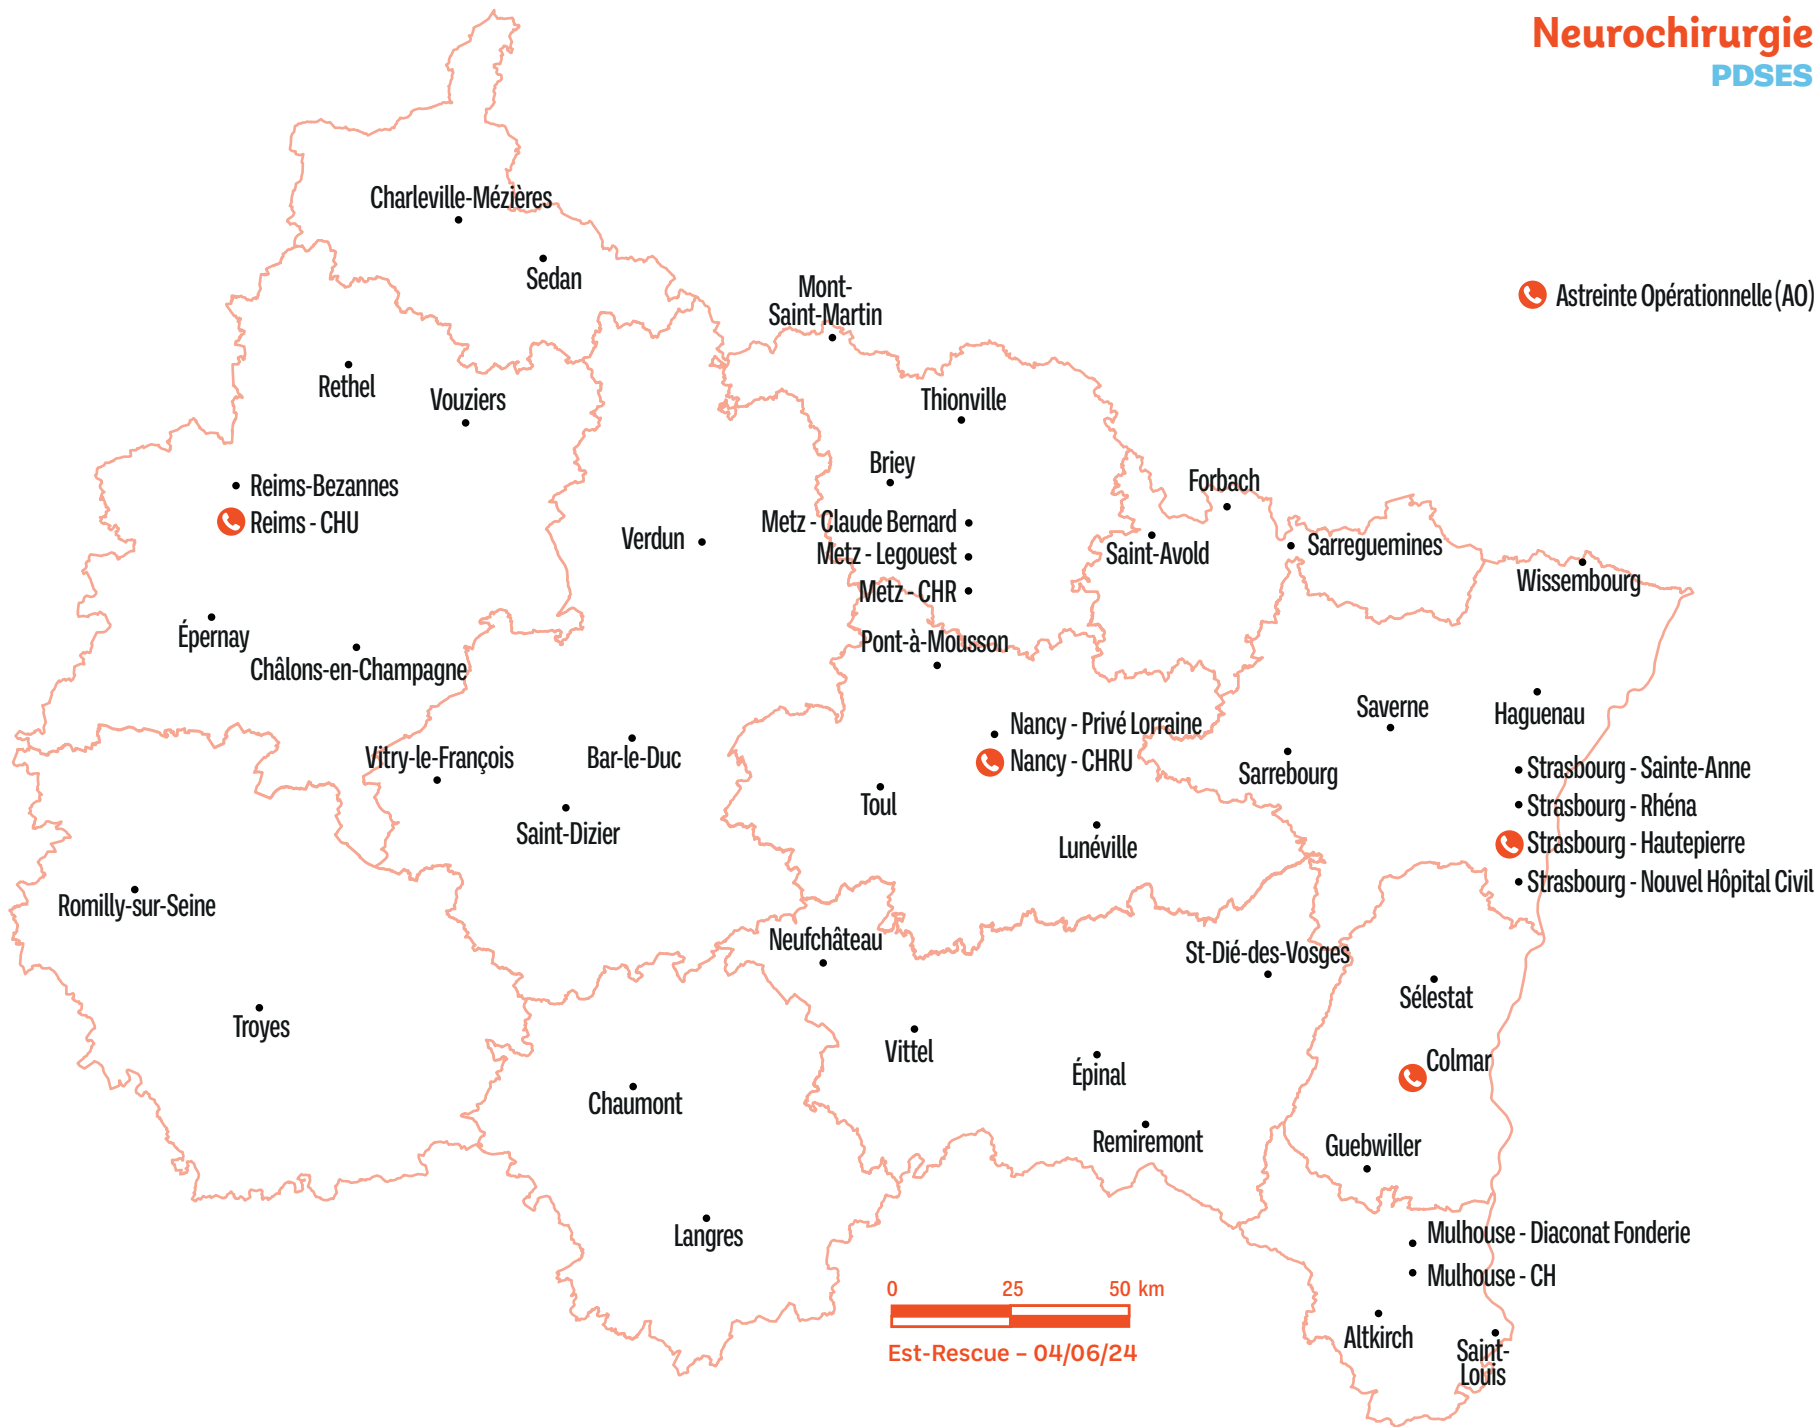 Neurochirurgie
PDSES
Charleville-Mézières
Sedan
Mont-
Saint-Martin
Astreinte Opérationnelle (AO)
Rethel
Vouziers
Thionville
Briey
Forbach
Reims-Bezannes
Reims - CHU
Metz - Claude Bernard
Verdun
Metz - Legouest
Saint-Avold
Sarreguemines
Wissembourg
Metz - CHR
Épernay
Pont-à-Mousson
Châlons-en-Champagne
Saverne
Haguenau
Nancy - Privé Lorraine
Nancy - CHRU
Vitry-le-François
Bar-le-Duc
Sarrebourg
Strasbourg - Sainte-Anne
Toul
Strasbourg - Rhéna
Saint-Dizier
Lunéville
Strasbourg - Hautepierre
Strasbourg - Nouvel Hôpital Civil
Romilly-sur-Seine
Neufchâteau
St-Dié-des-Vosges
Sélestat
Troyes
Vittel
Épinal
Colmar
Chaumont
Remiremont
Guebwiller
Langres
Mulhouse - Diaconat Fonderie
Mulhouse - CH
0 25 50 km
Altkirch
Saint-
Louis
Est-Rescue – 04/06/24